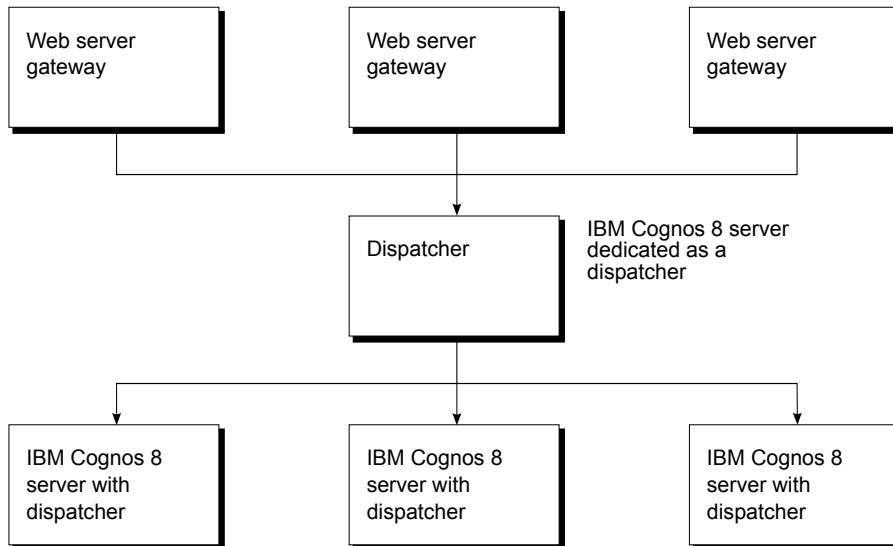 Web server
gateway
Web server
gateway
Web server
gateway
Dispatcher
IBM Cognos 8 server
dedicated as a
dispatcher
IBM Cognos 8
server with
dispatcher
IBM Cognos 8
server with
dispatcher
IBM Cognos 8
server with
dispatcher